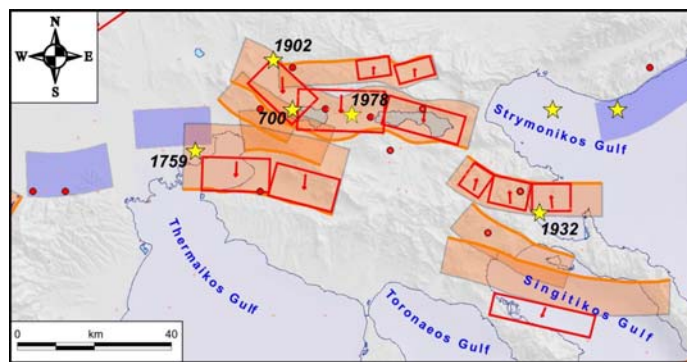 N
W E
S
1902
1978
700
1759
Strymonikos Gulf
1932
Thermaikos Gulf
Toronaeos Gulf
Singitikos Gulf
0 km 40